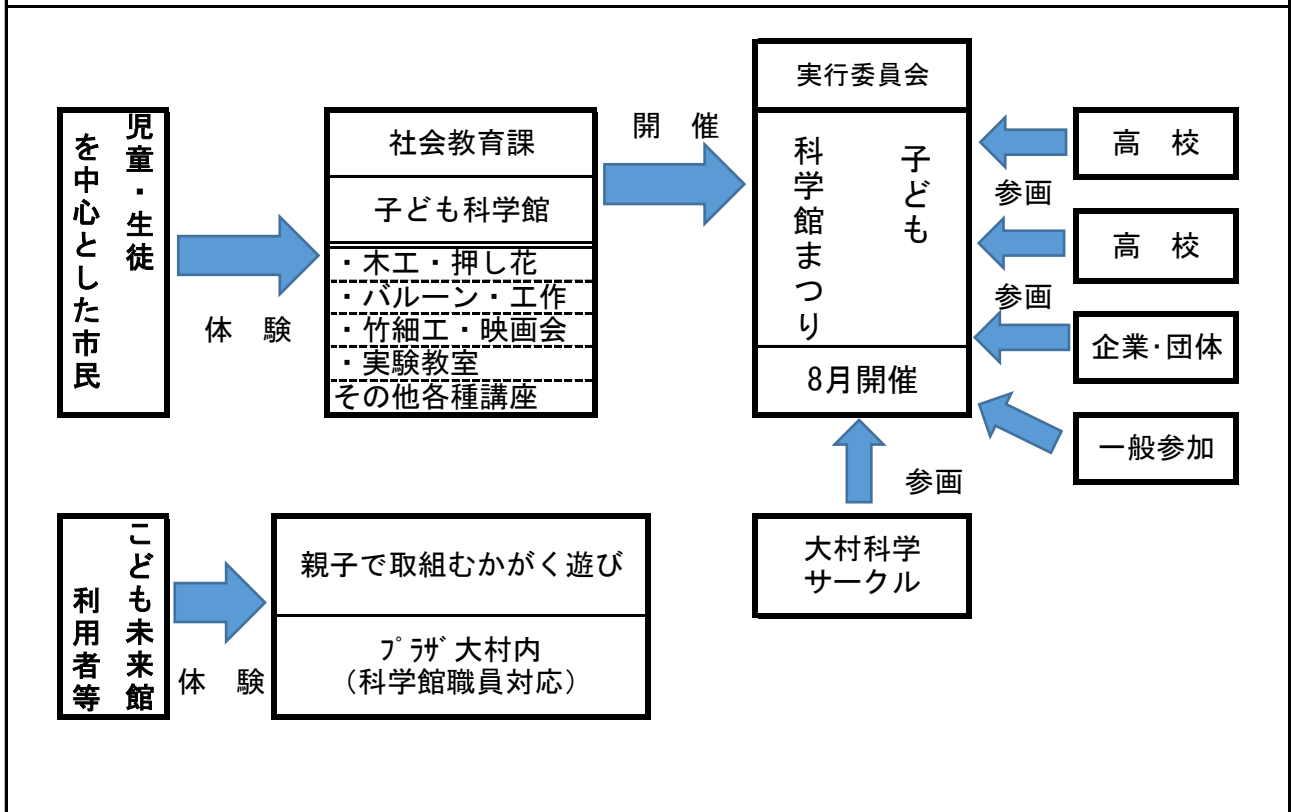 児童・生徒
を中心とした市民
体　験
社会教育課
子ども科学館
・木工・押し花
・バルーン・工作
・竹細工・映画会
・実験教室
その他各種講座
開　催
実行委員会
子ども
科学館まつり
8月開催
高　校
参画
高　校
参画
企業・団体
一般参加
参画
大村科学
サークル
こども未来館
利用者等
体　験
親子で取組むかがく遊び
ﾌﾟﾗｻﾞ大村内
（科学館職員対応）